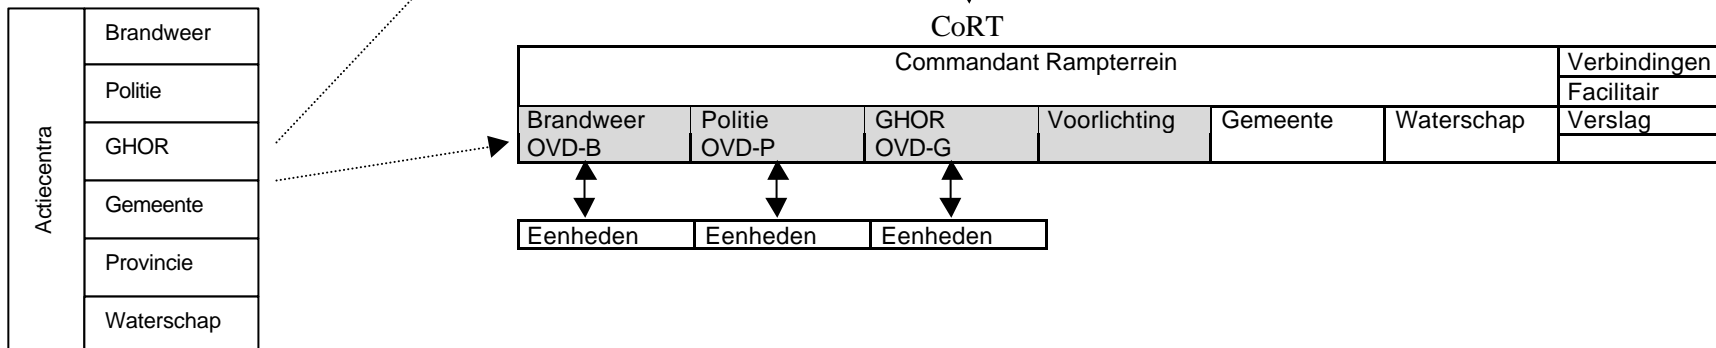 Actiecentra
Brandweer
Politie
GHOR
Gemeente
Provincie
Waterschap
CoRT
Commandant Rampterrein
Verbindingen
Facilitair
Brandweer
OVD-B
Politie
OVD-P
GHOR
OVD-G
Voorlichting
Gemeente
Waterschap
Verslag
Eenheden
Eenheden
Eenheden